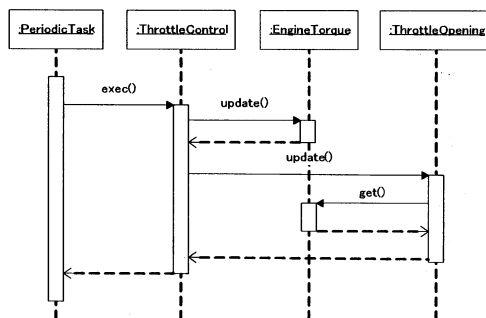 :PeriodicTask
:ThrottleControl
:EngineTorque
:ThrottleOpening
exec()
update()
update()
get()